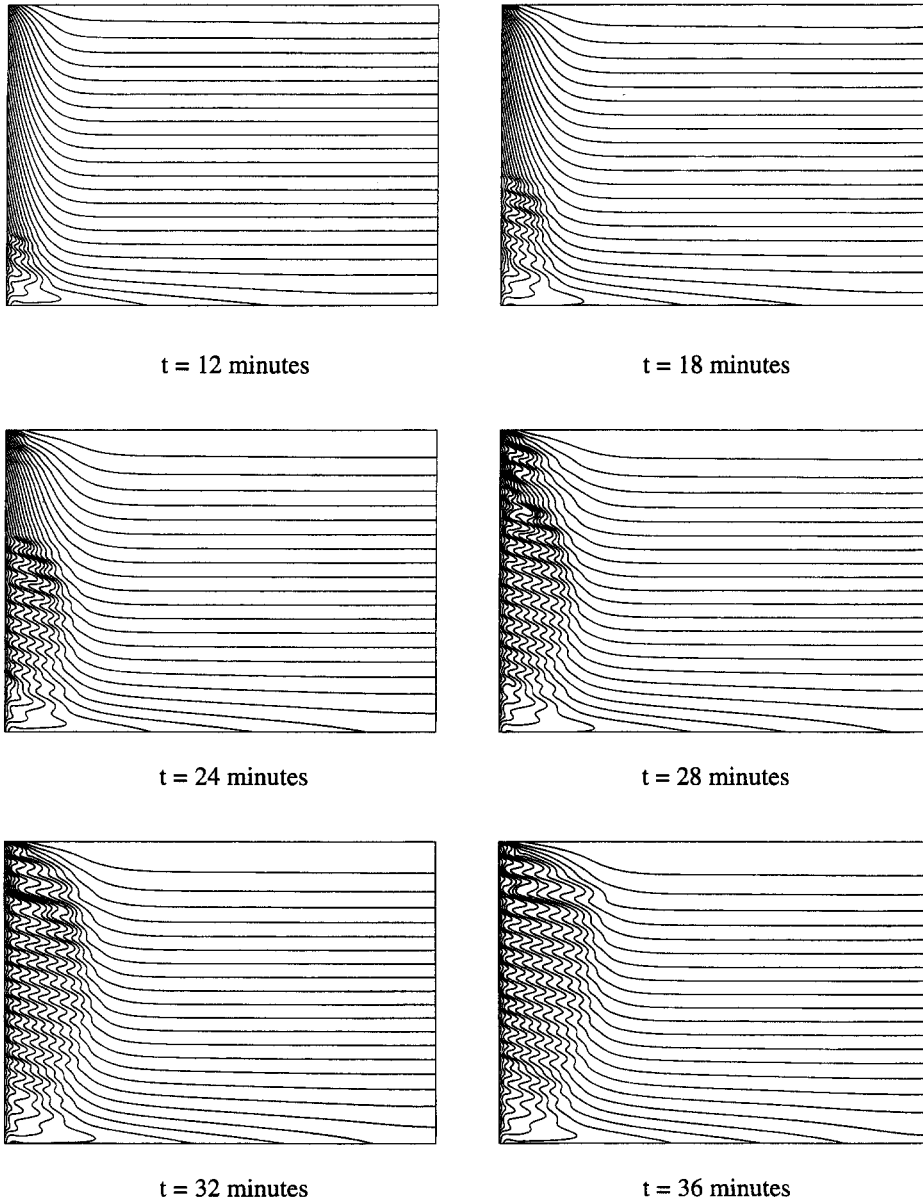 t = 12 minutes
t = 18 minutes
t = 24 minutes
t = 28 minutes
t = 32 minutes
t = 36 minutes